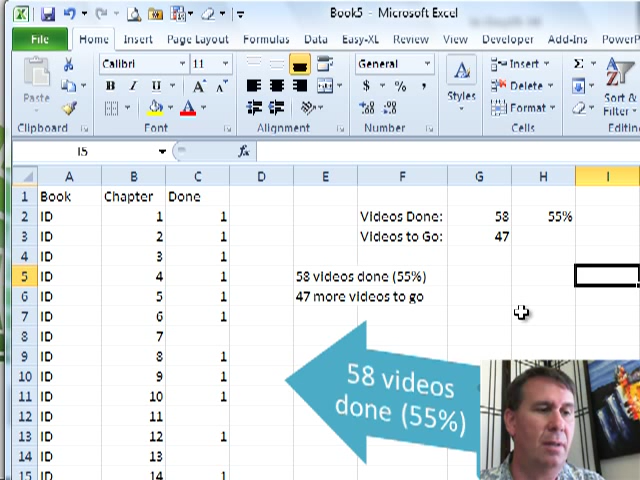 Book5 - Microsoft Excel
File Home Insert Page Layout Formulas Data Easy-XL Review View Developer Add-Ins PowerP
Paste Calibri 11 General Styles Insert Σ
B I U A A $ % , Delete Sort &
A Format Filter
Clipboard Font Alignment Number Cells Editin
I5 fx
A B C D E F G H I
1 Book Chapter Done
2 ID 1 1 Videos Done: 58 55%
3 ID 2 1 Videos to Go: 47
4 ID 3 1
5 ID 4 1 58 videos done (55%)
6 ID 5 1 47 more videos to go
7 ID 6 1
8 ID 7
9 ID 8 1
10 ID 9 1
11 ID 10 1
12 ID 11
13 ID 12 1
14 ID 13
15 ID 14 1
58 videos
done (55%)